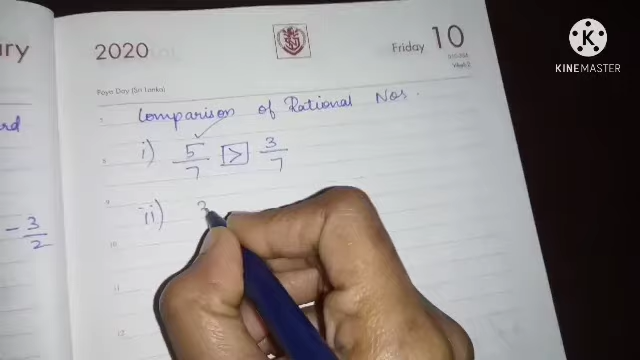 ary
2020
Friday 10
KINEMASTER
Poya Day (Sri Lanka)
Comparison of Rational Nos.
rd
i) 5/7 > 3/7
ii) 3
- 3/2